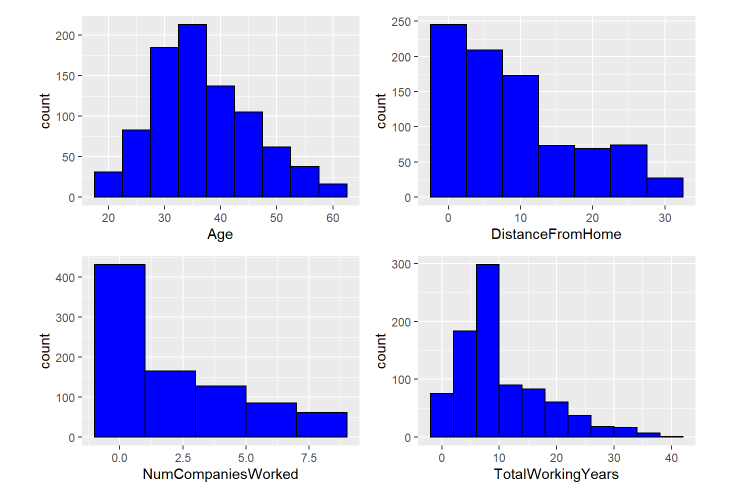 200
150
100
50
0
count
20 30 40 50 60
Age
250
200
150
100
50
0
count
0 10 20 30
DistanceFromHome
400
300
200
100
0
count
0.0 2.5 5.0 7.5
NumCompaniesWorked
300
200
100
0
count
0 10 20 30 40
TotalWorkingYears